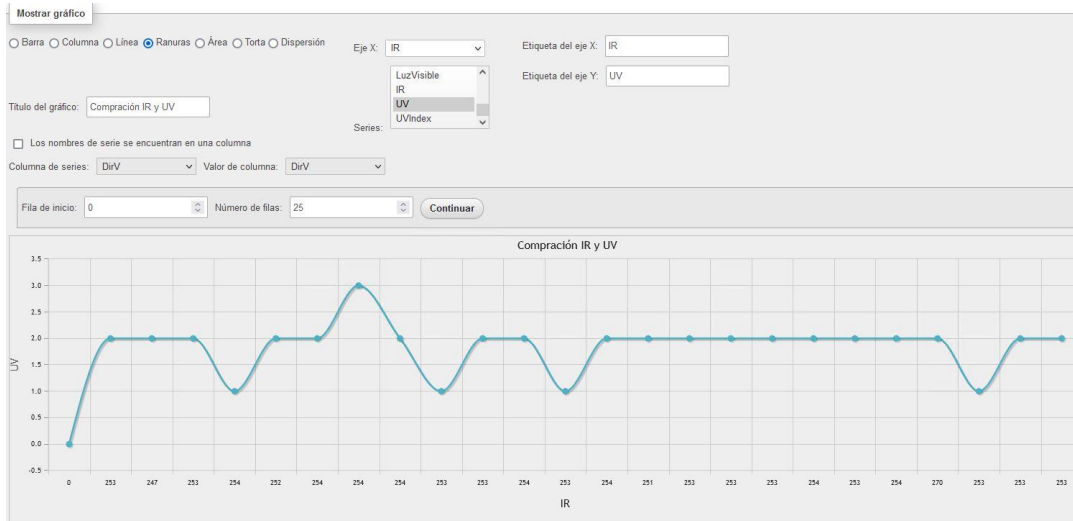 Mostrar gráfico
Barra Columna Línea Ranuras Área Torta Dispersión
Eje X: IR
Etiqueta del eje X: IR
LuzVisible
IR
UV
UVIndex
Etiqueta del eje Y: UV
Título del gráfico: Compración IR y UV
Series:
Los nombres de serie se encuentran en una columna
Columna de series: DirV Valor de columna: DirV
Fila de inicio: 0 Número de filas: 25 Continuar
Compración IR y UV
3.5
3.0
2.5
2.0
1.5
1.0
0.5
0.0
-0.5
UV
0 253 247 253 254 252 254 254 254 253 253 254 253 254 251 253 253 254 253 254 270 253 253 253
IR